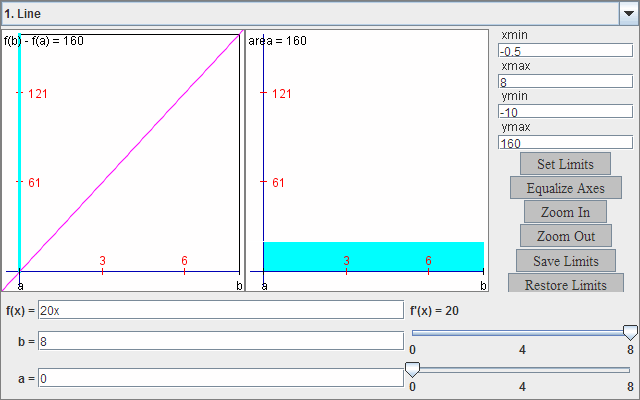 1. Line
f(b) - f(a) = 160
121
61
3
6
a
b
area = 160
121
61
3
6
a
b
xmin
-0.5
xmax
8
ymin
-10
ymax
160
Set Limits
Equalize Axes
Zoom In
Zoom Out
Save Limits
Restore Limits
f(x) = 20x
f'(x) = 20
b = 8
0 4 8
a = 0
0 4 8